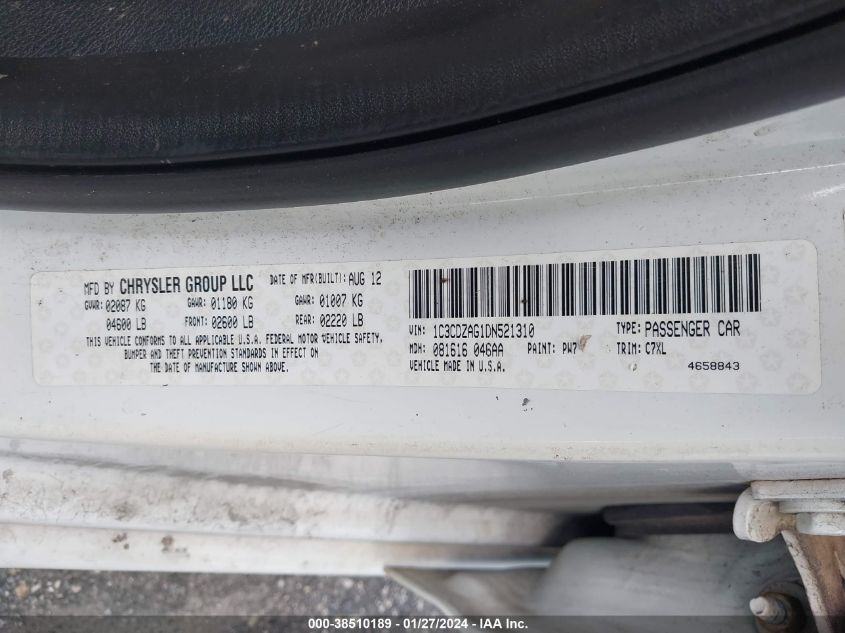 MFD BY CHRYSLER GROUP LLC DATE OF MFR(BUILT): AUG 12
GVWR: 02087 KG GAWR: 01180 KG GAWR: 01007 KG
04600 LB FRONT: 02600 LB REAR: 02220 LB
THIS VEHICLE CONFORMS TO ALL APPLICABLE U.S.A. FEDERAL MOTOR VEHICLE SAFETY,
BUMPER AND THEFT PREVENTION STANDARDS IN EFFECT ON
THE DATE OF MANUFACTURE SHOWN ABOVE.
VIN: 1C3CDZAG1DN521310 TYPE: PASSENGER CAR
MDH: 081616 046AA PAINT: PW7 TRIM: C7XL
VEHICLE MADE IN U.S.A. 4658843
000-38510189 - 01/27/2024 - IAA, Inc.